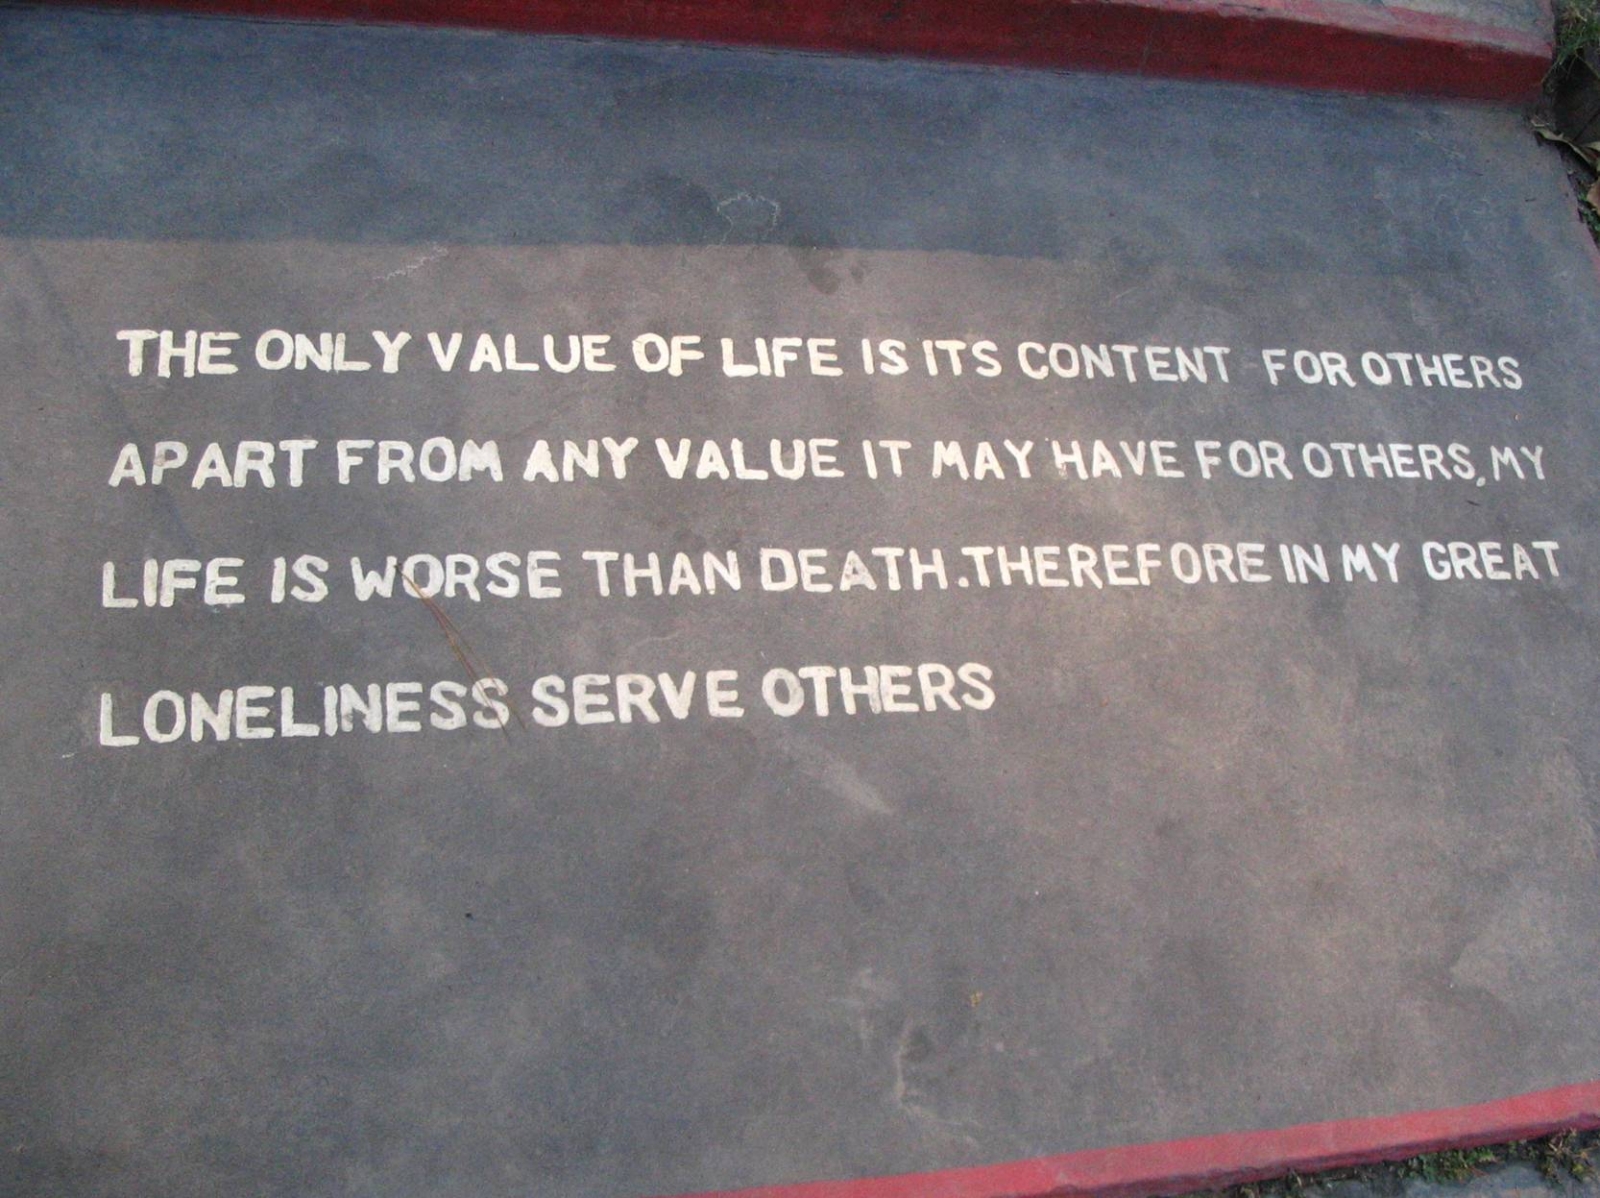 THE ONLY VALUE OF LIFE IS ITS CONTENT FOR OTHERS
APART FROM ANY VALUE IT MAY HAVE FOR OTHERS, MY
LIFE IS WORSE THAN DEATH.THEREFORE IN MY GREAT
LONELINESS SERVE OTHERS